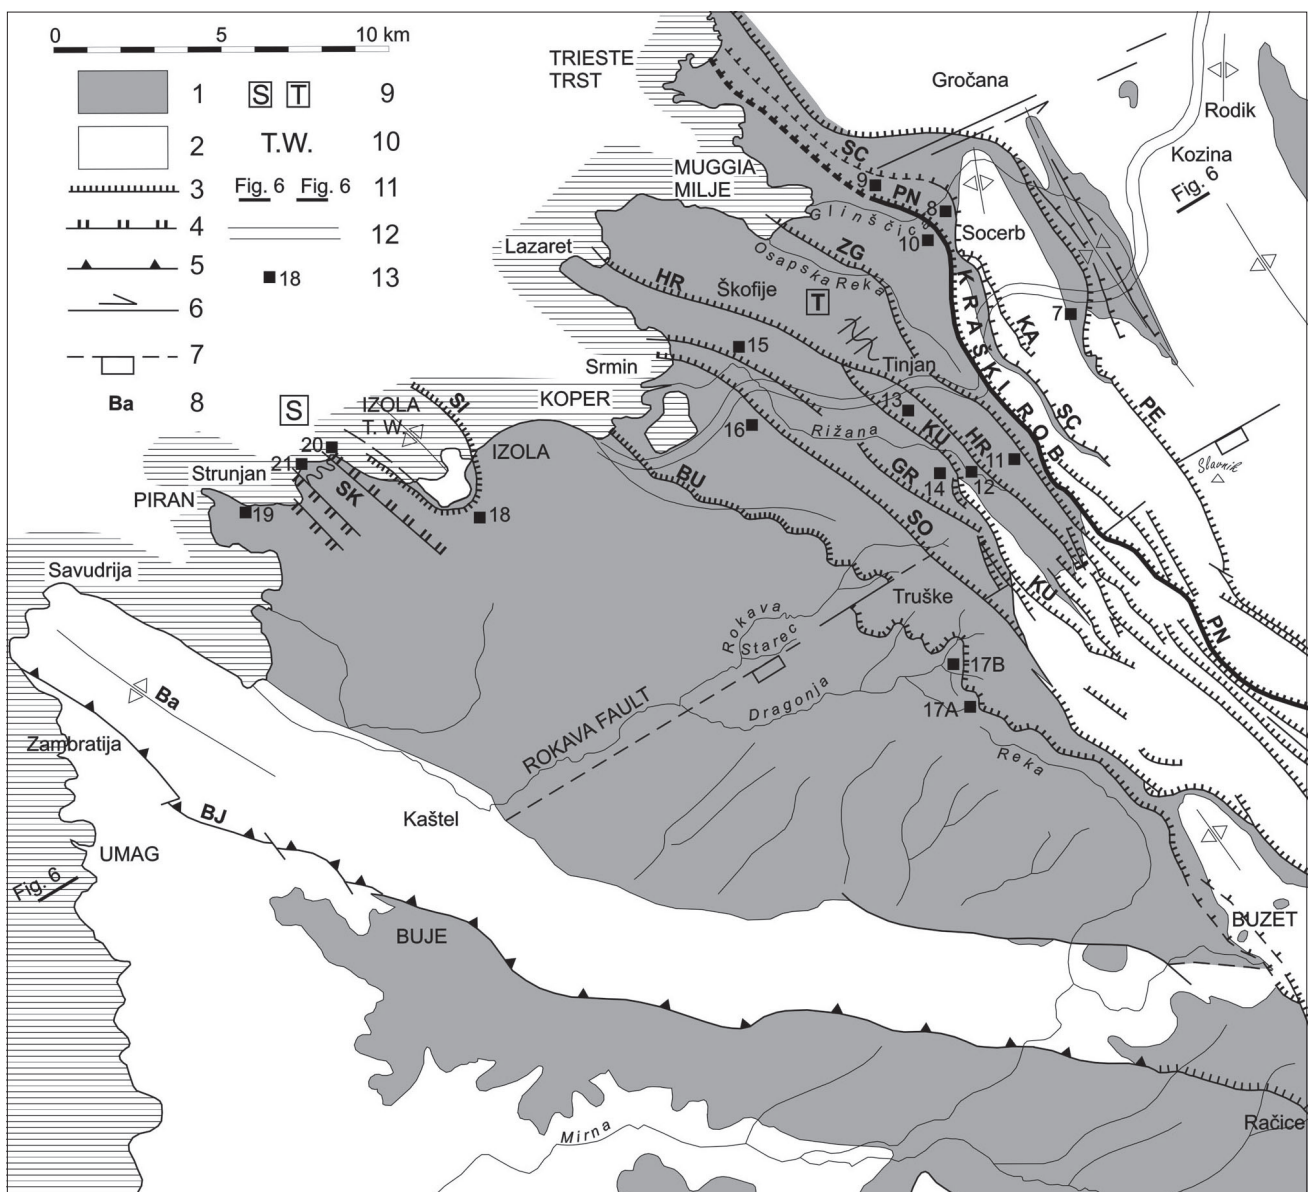 0 5 10 km
1 S T 9
2 T.W. 10
3 Fig. 6 Fig. 6 11
4 12
5 18 13
6
7
Ba 8
TRIESTE
TRST
Gročana
Rodik
Kozina
Fig. 6
SC
MUGGIA
MILJE
9
PN
8
Glinščica
10
Socerb
Lazaret
ZG
Osapska Reka
HR
Škofije
T
KRAŠKI ROB
KA
7
15
Srmin
Tinjan
SČ
PE
S
IZOLA
T. W.
SI
KOPER
13
16
Rižana
KU
HR
20
IZOLA
21
Strunjan
SK
BU
GR
14
12
11
Slavnik
PIRAN
19
18
SO
Savudrija
Truške
KU
PN
Rokava
Starec
17B
Ba
ROKAVA FAULT
Dragonja
17A
Zambratija
Reka
BJ
Kaštel
UMAG
Fig. 6
BUJE
BUZET
Račice
Mirna